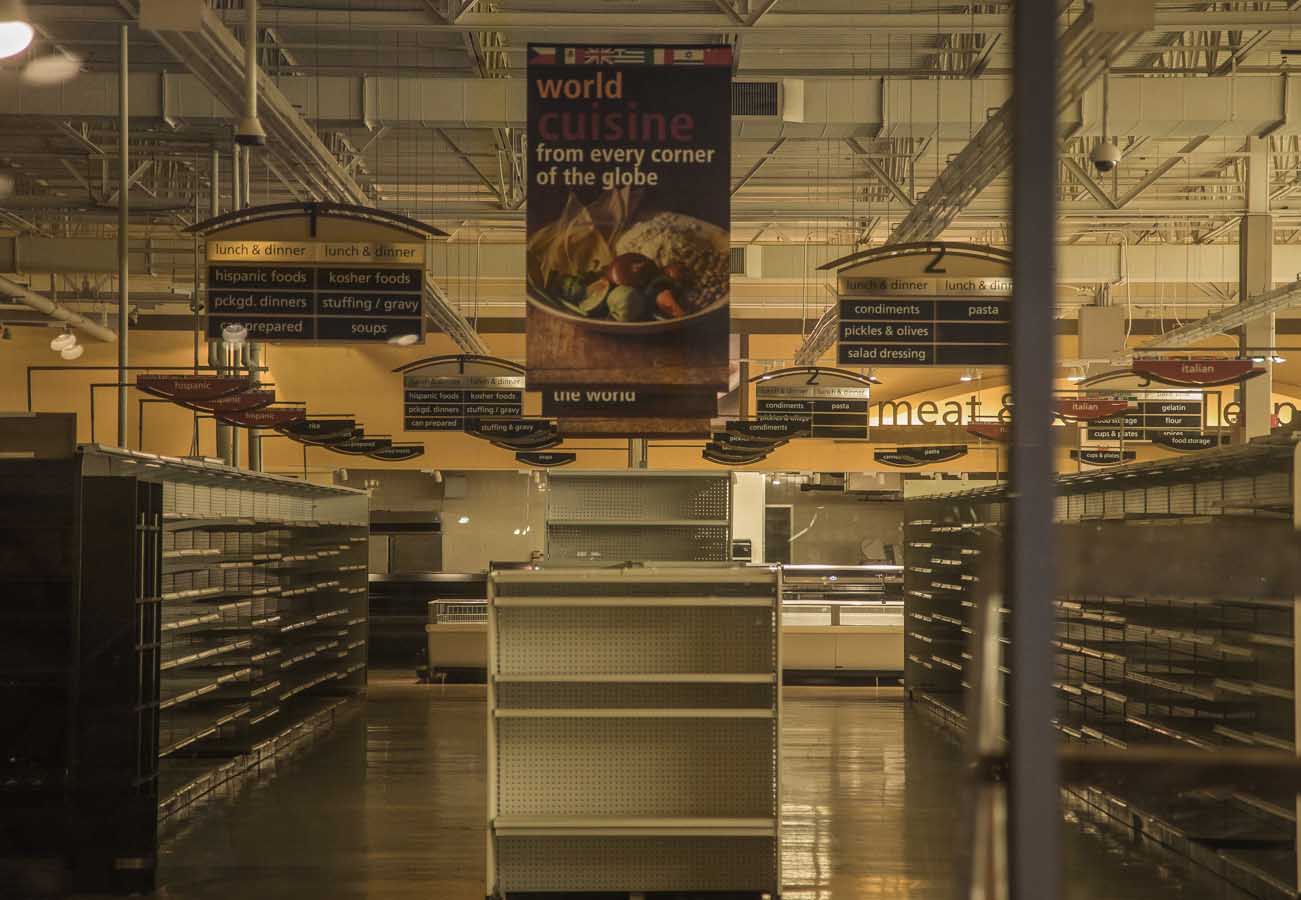 world
cuisine
from every corner
of the globe
the world
1
lunch & dinner lunch & dinner
hispanic foods kosher foods
pckgd. dinners stuffing / gravy
can prepared soups
2
lunch & dinner lunch & dinn
condiments pasta
pickles & olives
salad dressing
hispanic
hispanic
hispanic
rice
1
lunch & dinner lunch & dinner
hispanic foods kosher foods
pckgd. dinners stuffing / gravy
can prepared
stuffing & gravy
soups
2
lunch & dinner lunch & dinner
condiments pasta
pickles & olives
condiments
meat &
italian
italian
3
gelatin
flour
cups & plates spices
food storage
pasta
cups & plates